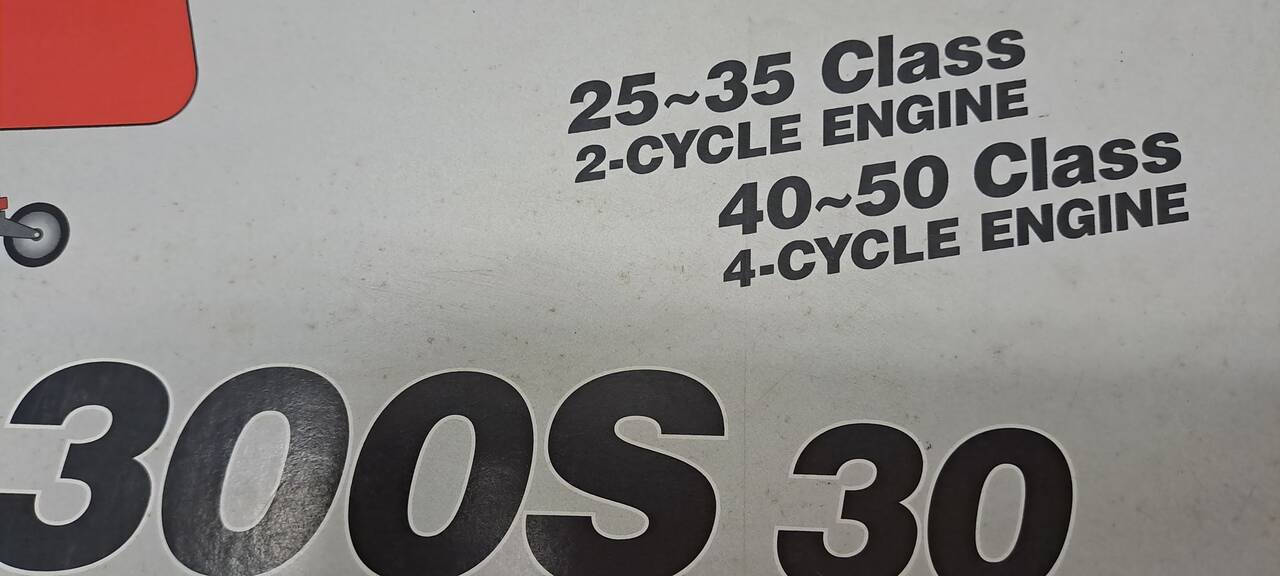 25~35 Class
2-CYCLE ENGINE
40~50 Class
4-CYCLE ENGINE
300S 30